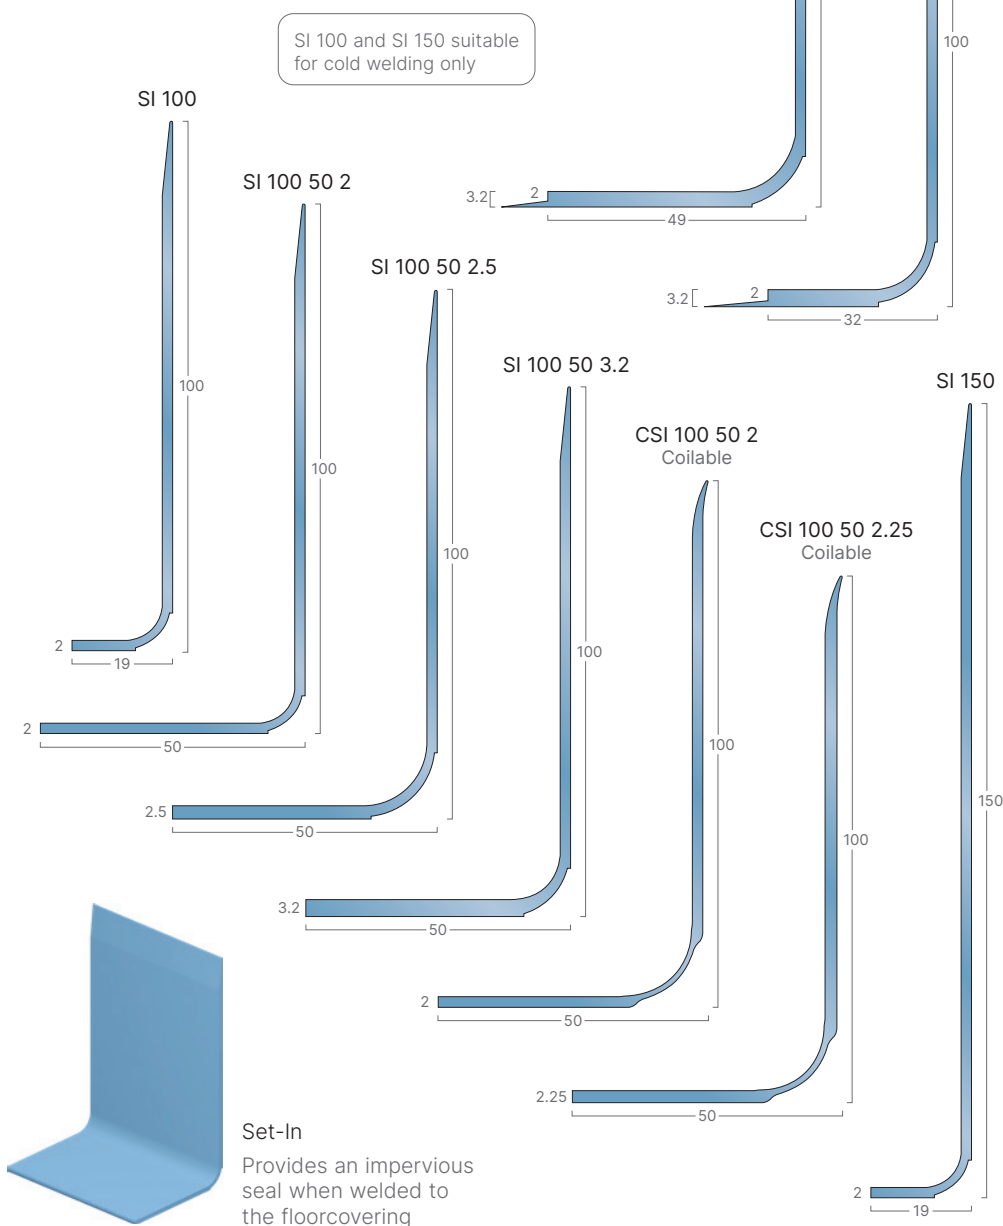 SI 100 and SI 150 suitable
for cold welding only
100
3.2
2
49
3.2
2
32
SI 100
100
2
19
SI 100 50 2
100
2
50
SI 100 50 2.5
100
2.5
50
SI 100 50 3.2
100
3.2
50
CSI 100 50 2
Coilable
100
2
50
CSI 100 50 2.25
Coilable
100
2.25
50
SI 150
150
2
19
Set-In
Provides an impervious
seal when welded to
the floorcovering